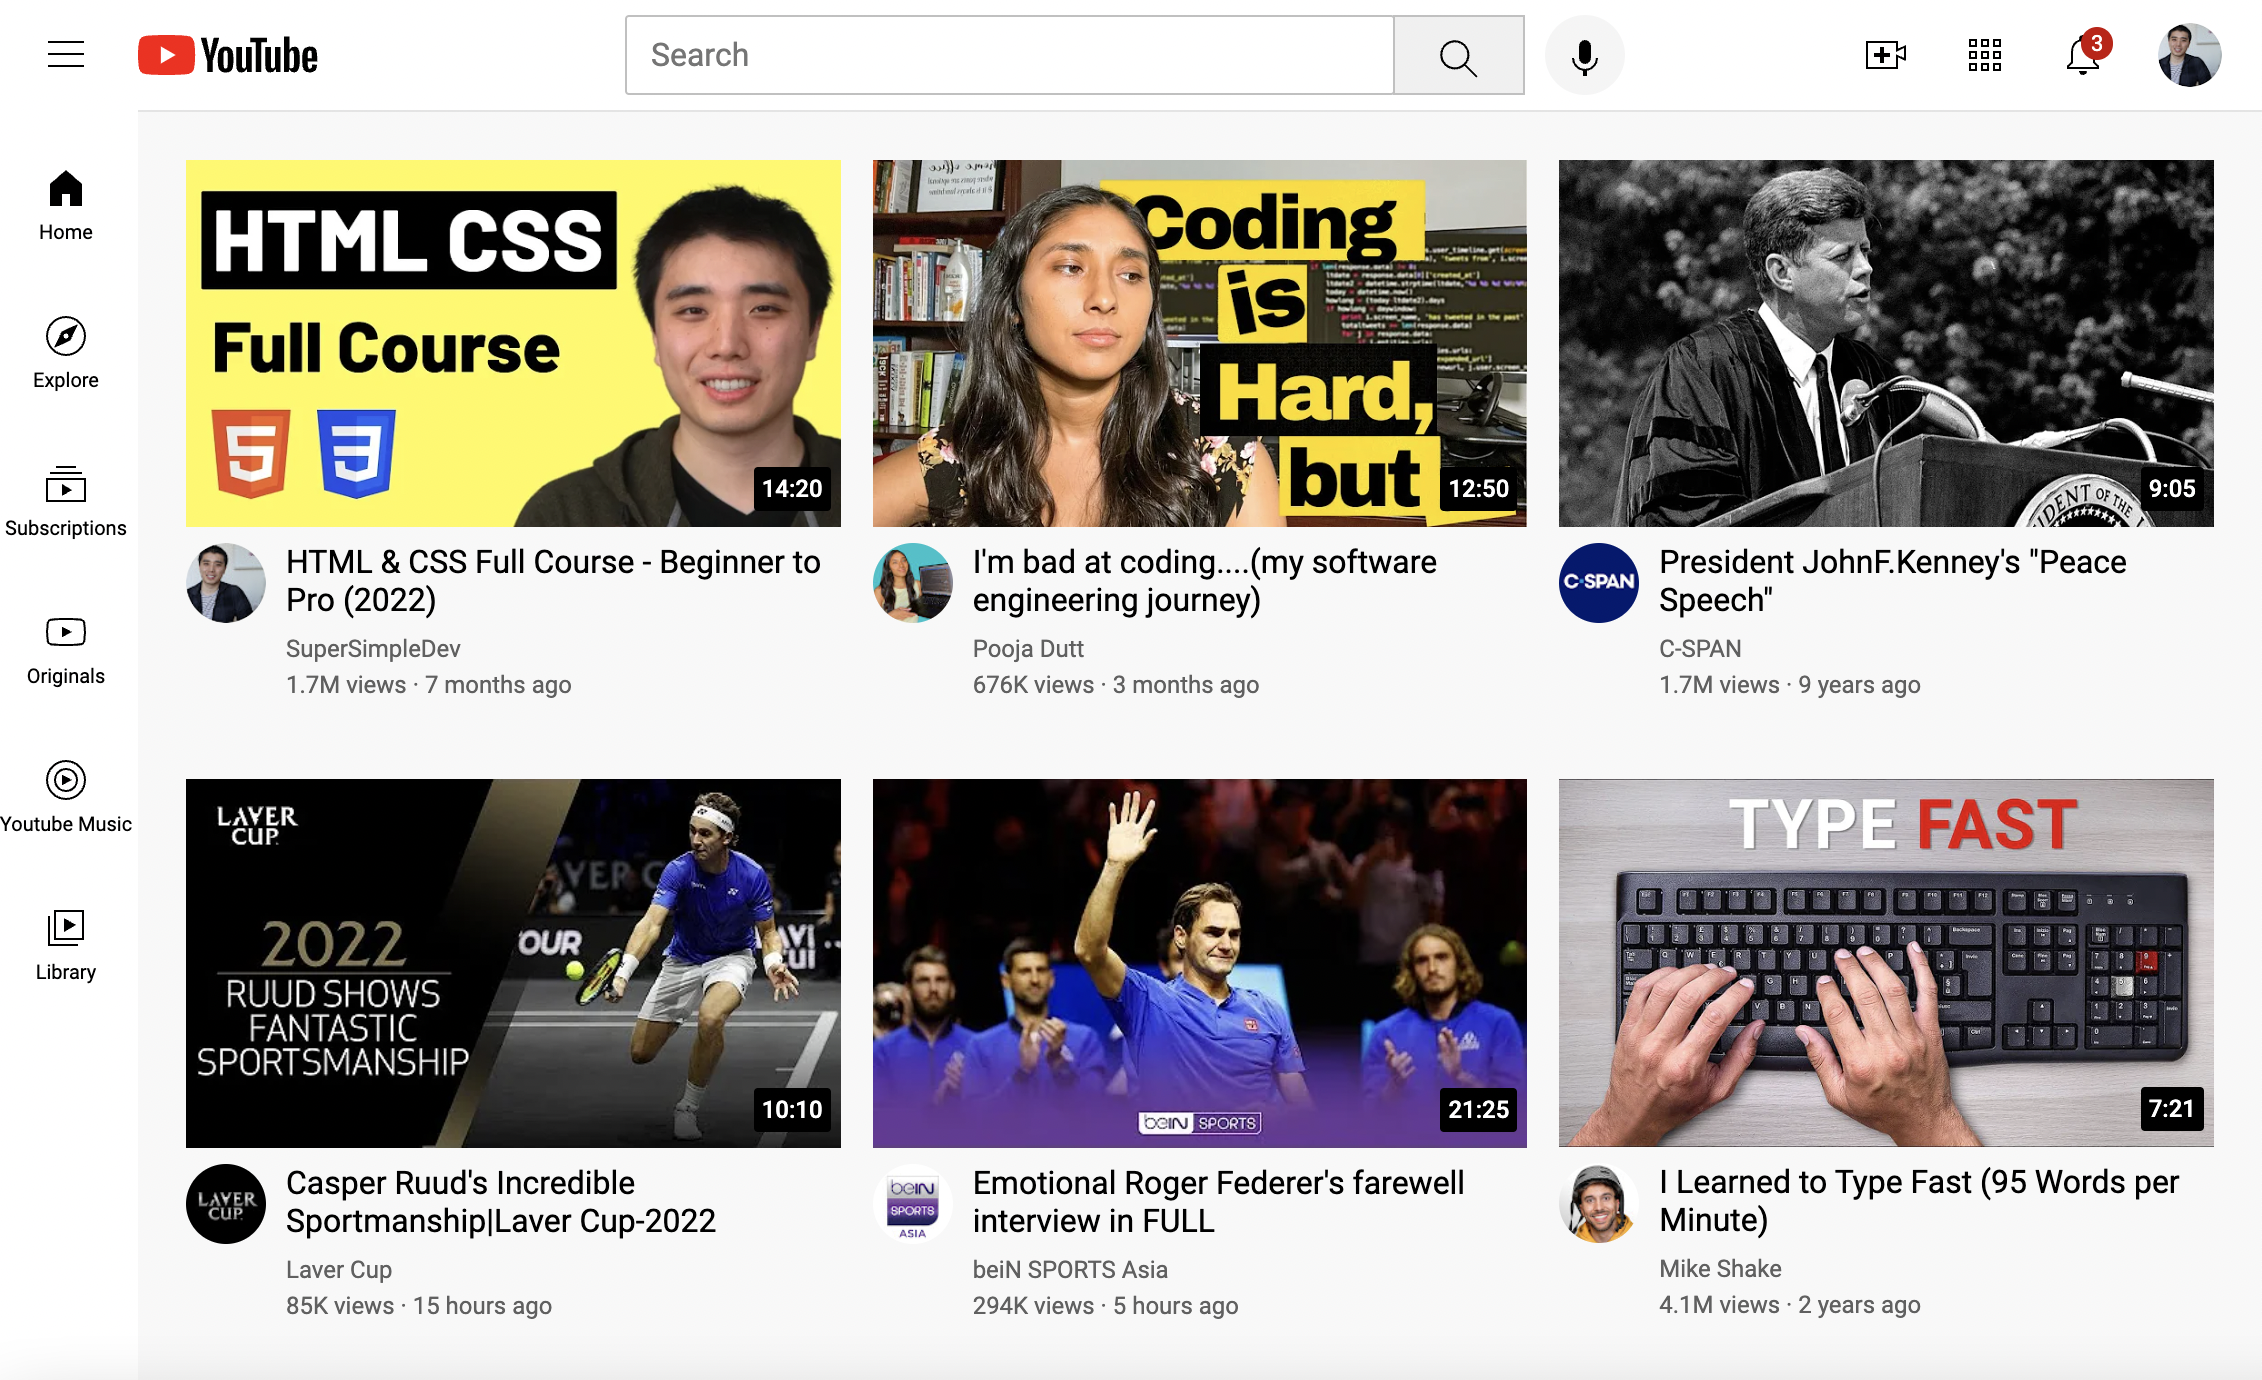 YouTube
Search
3
Home
Explore
Subscriptions
Originals
Youtube Music
Library
HTML CSS
Full Course
5
3
14:20
HTML & CSS Full Course - Beginner to
Pro (2022)
SuperSimpleDev
1.7M views · 7 months ago
Coding
is
Hard,
but
12:50
I'm bad at coding....(my software
engineering journey)
Pooja Dutt
676K views · 3 months ago
IDENT OF THE
9:05
C-SPAN
President JohnF.Kenney's "Peace
Speech"
C-SPAN
1.7M views · 9 years ago
LAVER
CUP
2022
RUUD SHOWS
FANTASTIC
SPORTSMANSHIP
OUR
10:10
LAVER
CUP
Casper Ruud's Incredible
Sportmanship|Laver Cup-2022
Laver Cup
85K views · 15 hours ago
beIN SPORTS
21:25
beIN
SPORTS
ASIA
Emotional Roger Federer's farewell
interview in FULL
beiN SPORTS Asia
294K views · 5 hours ago
TYPE FAST
7:21
I Learned to Type Fast (95 Words per
Minute)
Mike Shake
4.1M views · 2 years ago